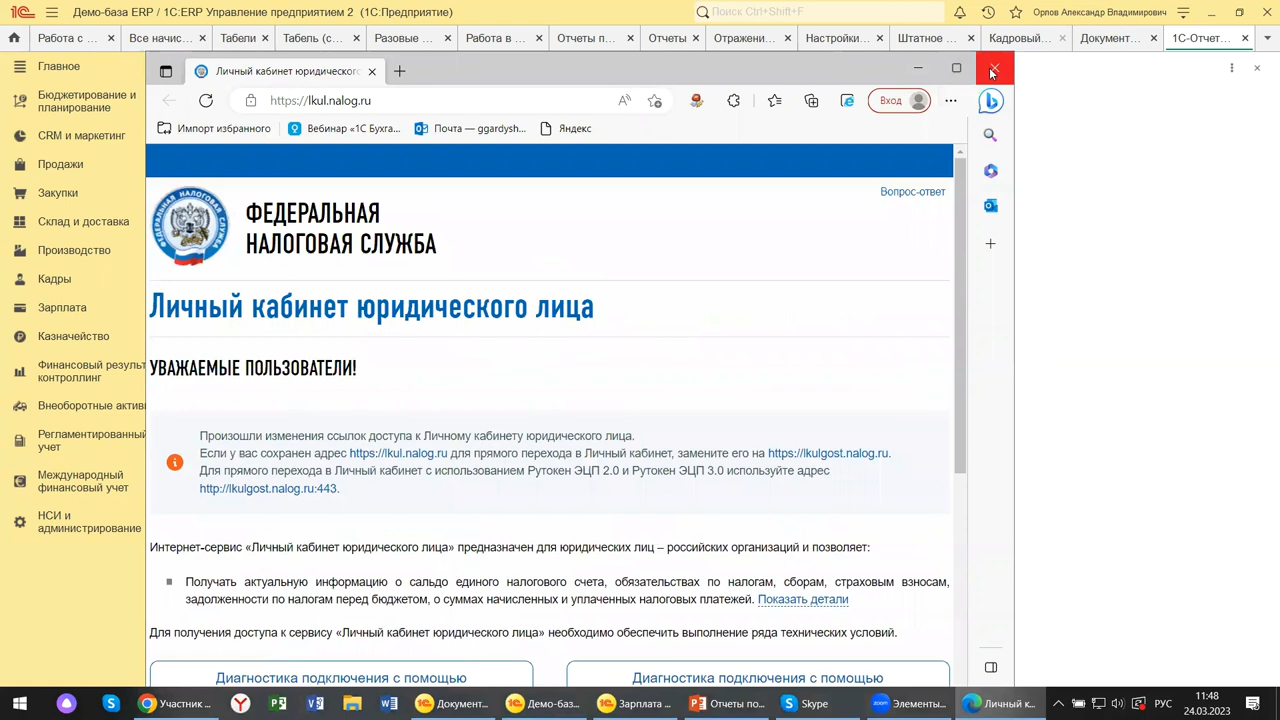 Демо-база ERP / 1С:ERP Управление предприятием 2 (1С:Предприятие)
Поиск Ctrl+Shift+F
Орлов Александр Владимирович
Работа с ...
Все начис...
Табели
Табель (с...
Разовые ...
Работа в ...
Отчеты п...
Отчеты
Отражени...
Настройки...
Штатное ...
Кадровый...
Документ...
1С-Отчет...
Главное
Бюджетирование и
планирование
CRM и маркетинг
Продажи
Закупки
Склад и доставка
Производство
Кадры
Зарплата
Казначейство
Финансовый резуль
контроллинг
Внеоборотные актив
Регламентированный
учет
Международный
финансовый учет
НСИ и
администрирование
Личный кабинет юридического
https://lkul.nalog.ru
Вход
Импорт избранного
Вебинар «1С Бухга...
Почта — ggardysh...
Яндекс
Вопрос-ответ
ФЕДЕРАЛЬНАЯ
НАЛОГОВАЯ СЛУЖБА
Личный кабинет юридического лица
УВАЖАЕМЫЕ ПОЛЬЗОВАТЕЛИ!
Произошли изменения ссылок доступа к Личному кабинету юридического лица.
Если у вас сохранен адрес https://lkul.nalog.ru для прямого перехода в Личный кабинет, замените его на https://lkulgost.nalog.ru.
Для прямого перехода в Личный кабинет с использованием Рутокен ЭЦП 2.0 и Рутокен ЭЦП 3.0 используйте адрес
http://lkulgost.nalog.ru:443.
Интернет-сервис «Личный кабинет юридического лица» предназначен для юридических лиц – российских организаций и позволяет:
Получать актуальную информацию о сальдо единого налогового счета, обязательствах по налогам, сборам, страховым взносам,
задолженности по налогам перед бюджетом, о суммах начисленных и уплаченных налоговых платежей. Показать детали
Для получения доступа к сервису «Личный кабинет юридического лица» необходимо обеспечить выполнение ряда технических условий.
Диагностика подключения с помощью
Диагностика подключения с помощью
Участник ...
Документ...
Демо-баз...
Зарплата ...
Отчеты по...
Skype
Элементы...
Личный к...
РУС
11:48
24.03.2023